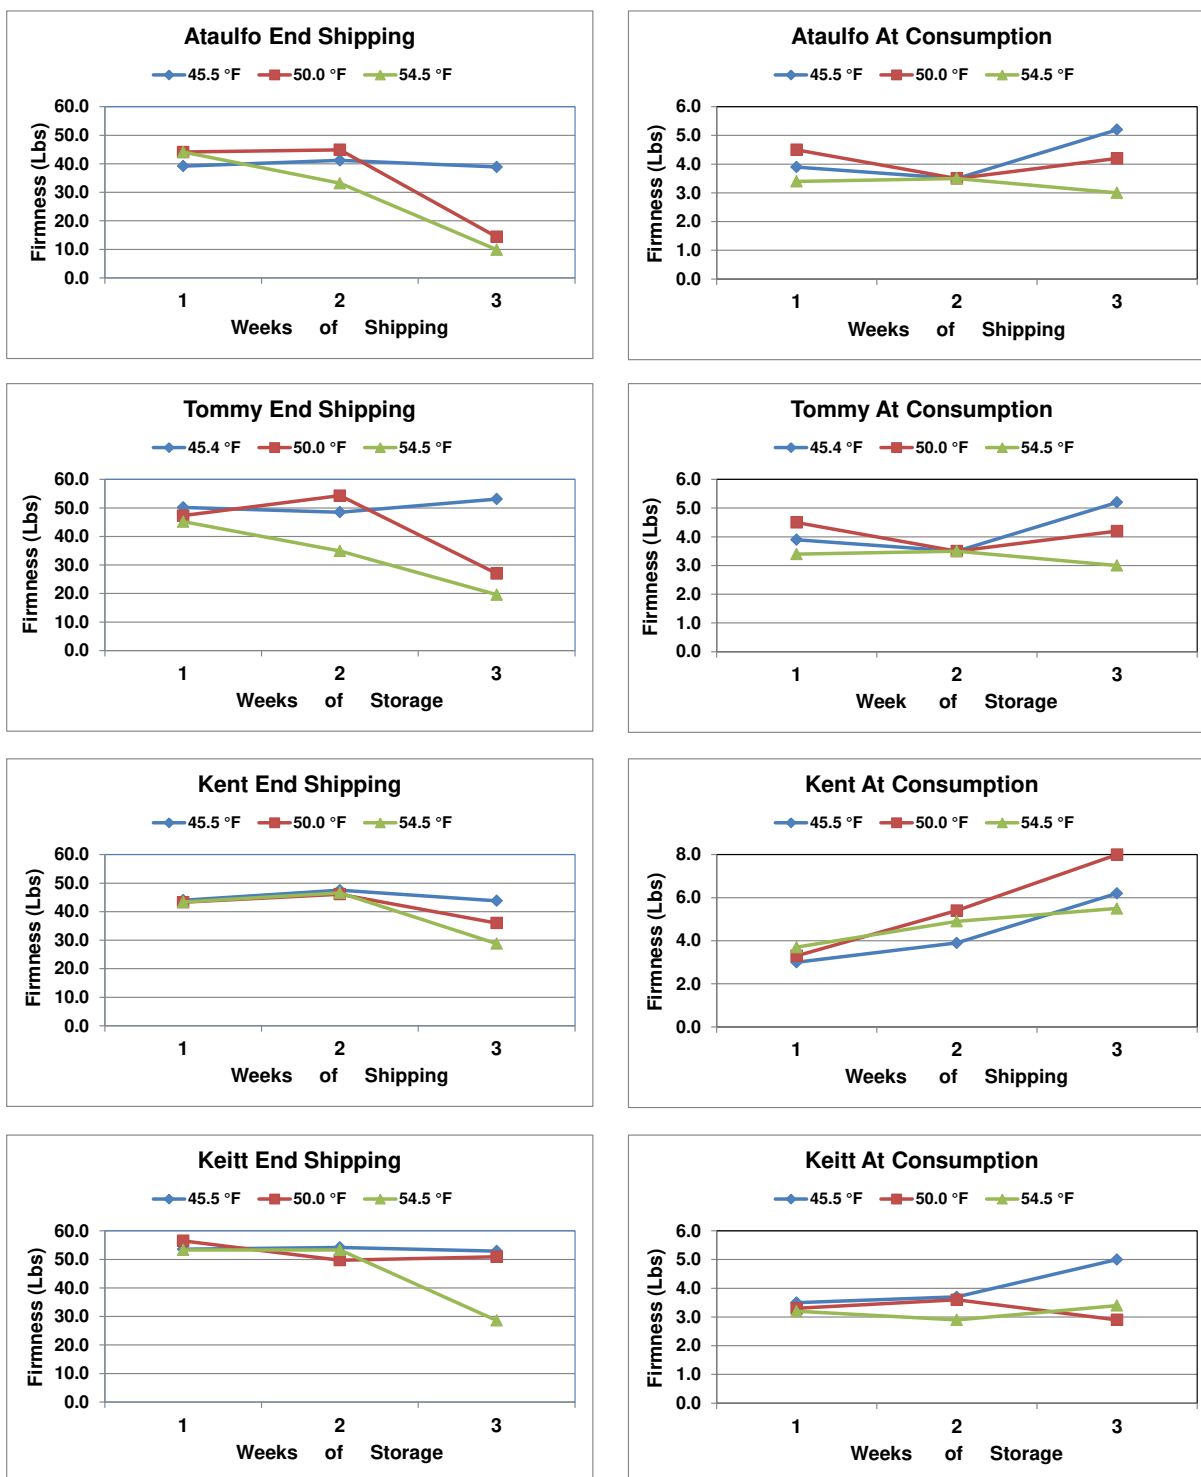 Ataulfo End Shipping
45.5 °F 50.0 °F 54.5 °F
Firmness (Lbs)
60.0
50.0
40.0
30.0
20.0
10.0
0.0
1 2 3
Weeks of Shipping
Ataulfo At Consumption
45.5 °F 50.0 °F 54.5 °F
Firmness (Lbs)
6.0
5.0
4.0
3.0
2.0
1.0
0.0
1 2 3
Weeks of Shipping
Tommy End Shipping
45.4 °F 50.0 °F 54.5 °F
Firmness (Lbs)
60.0
50.0
40.0
30.0
20.0
10.0
0.0
1 2 3
Weeks of Storage
Tommy At Consumption
45.4 °F 50.0 °F 54.5 °F
Firmness (Lbs)
6.0
5.0
4.0
3.0
2.0
1.0
0.0
1 2 3
Week of Storage
Kent End Shipping
45.5 °F 50.0 °F 54.5 °F
Firmness (Lbs)
60.0
50.0
40.0
30.0
20.0
10.0
0.0
1 2 3
Weeks of Shipping
Kent At Consumption
45.5 °F 50.0 °F 54.5 °F
Firmness (Lbs)
8.0
6.0
4.0
2.0
0.0
1 2 3
Weeks of Shipping
Keitt End Shipping
45.5 °F 50.0 °F 54.5 °F
Firmness (Lbs)
60.0
50.0
40.0
30.0
20.0
10.0
0.0
1 2 3
Weeks of Storage
Keitt At Consumption
45.5 °F 50.0 °F 54.5 °F
Firmness (Lbs)
6.0
5.0
4.0
3.0
2.0
1.0
0.0
1 2 3
Weeks of Storage